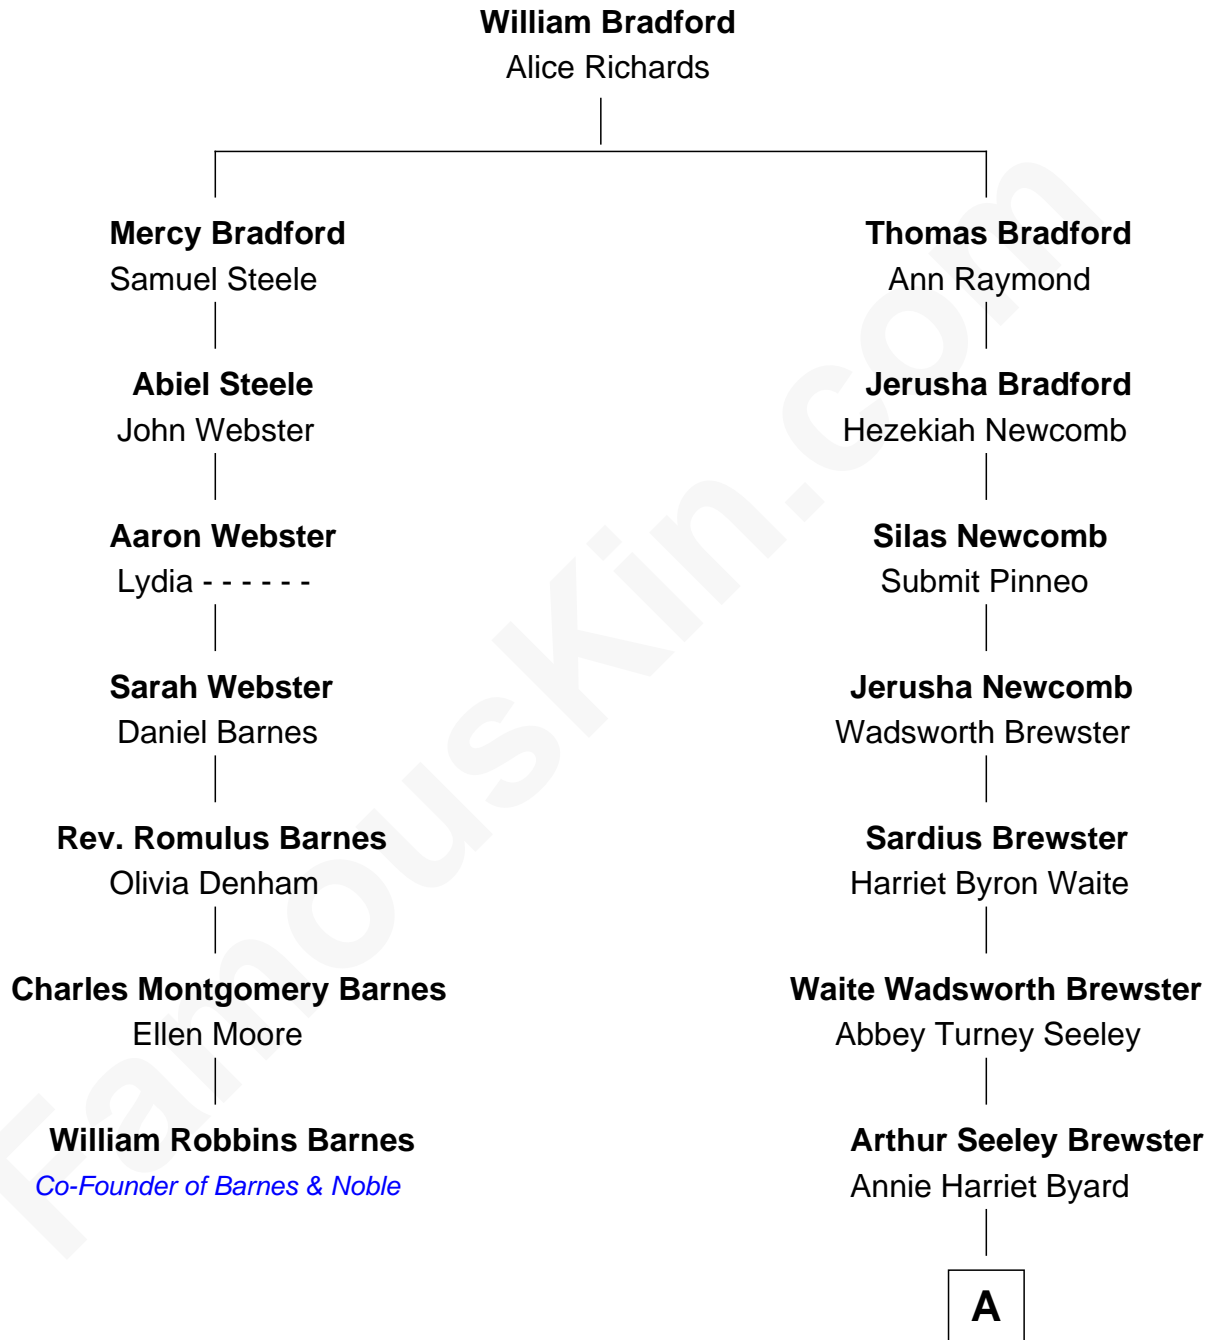 William Bradford
Alice Richards
Mercy Bradford
Samuel Steele
Thomas Bradford
Ann Raymond
Abiel Steele
John Webster
Jerusha Bradford
Hezekiah Newcomb
Aaron Webster
Lydia - - - - - -
Silas Newcomb
Submit Pinneo
Sarah Webster
Daniel Barnes
Jerusha Newcomb
Wadsworth Brewster
Rev. Romulus Barnes
Olivia Denham
Sardius Brewster
Harriet Byron Waite
Charles Montgomery Barnes
Ellen Moore
Waite Wadsworth Brewster
Abbey Turney Seeley
William Robbins Barnes
Co-Founder of Barnes & Noble
Arthur Seeley Brewster
Annie Harriet Byard
A
FamousKin.com